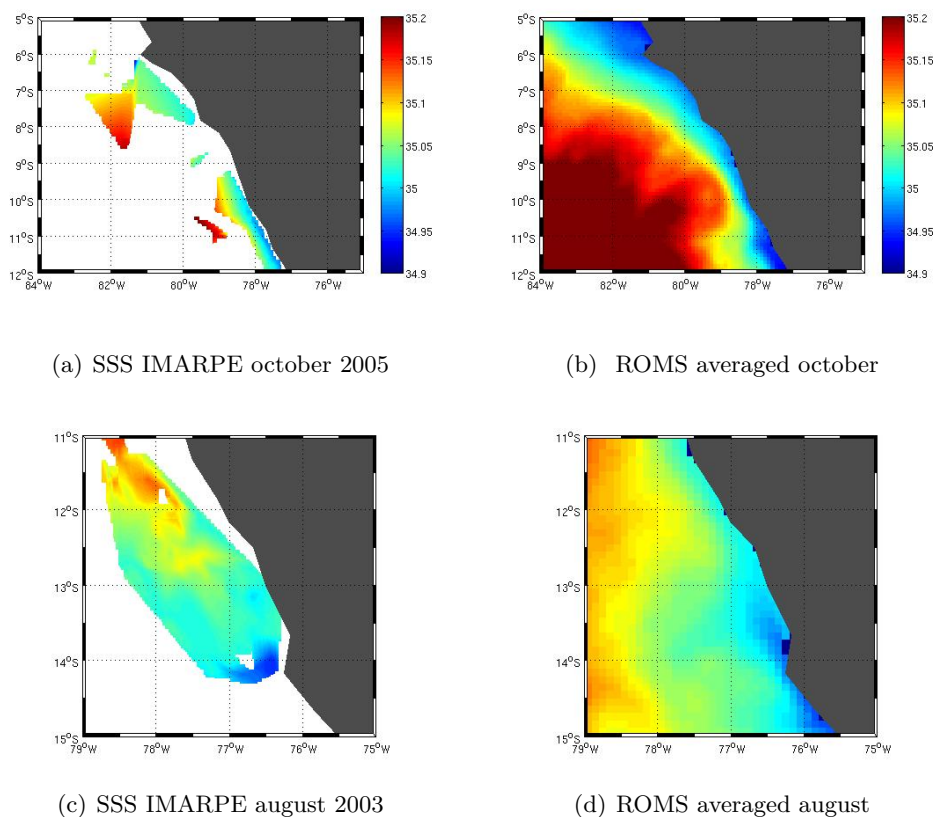 5°S
6°S
7°S
8°S
9°S
10°S
11°S
12°S
84°W 82°W 80°W 78°W 76°W
35.2
35.15
35.1
35.05
35
34.95
34.9
5°S
6°S
7°S
8°S
9°S
10°S
11°S
12°S
84°W 82°W 80°W 78°W 76°W
35.2
35.15
35.1
35.05
35
34.95
34.9
(a) SSS IMARPE october 2005
(b) ROMS averaged october
11°S
12°S
13°S
14°S
15°S
79°W 78°W 77°W 76°W 75°W
11°S
12°S
13°S
14°S
15°S
79°W 78°W 77°W 76°W 75°W
(c) SSS IMARPE august 2003
(d) ROMS averaged august